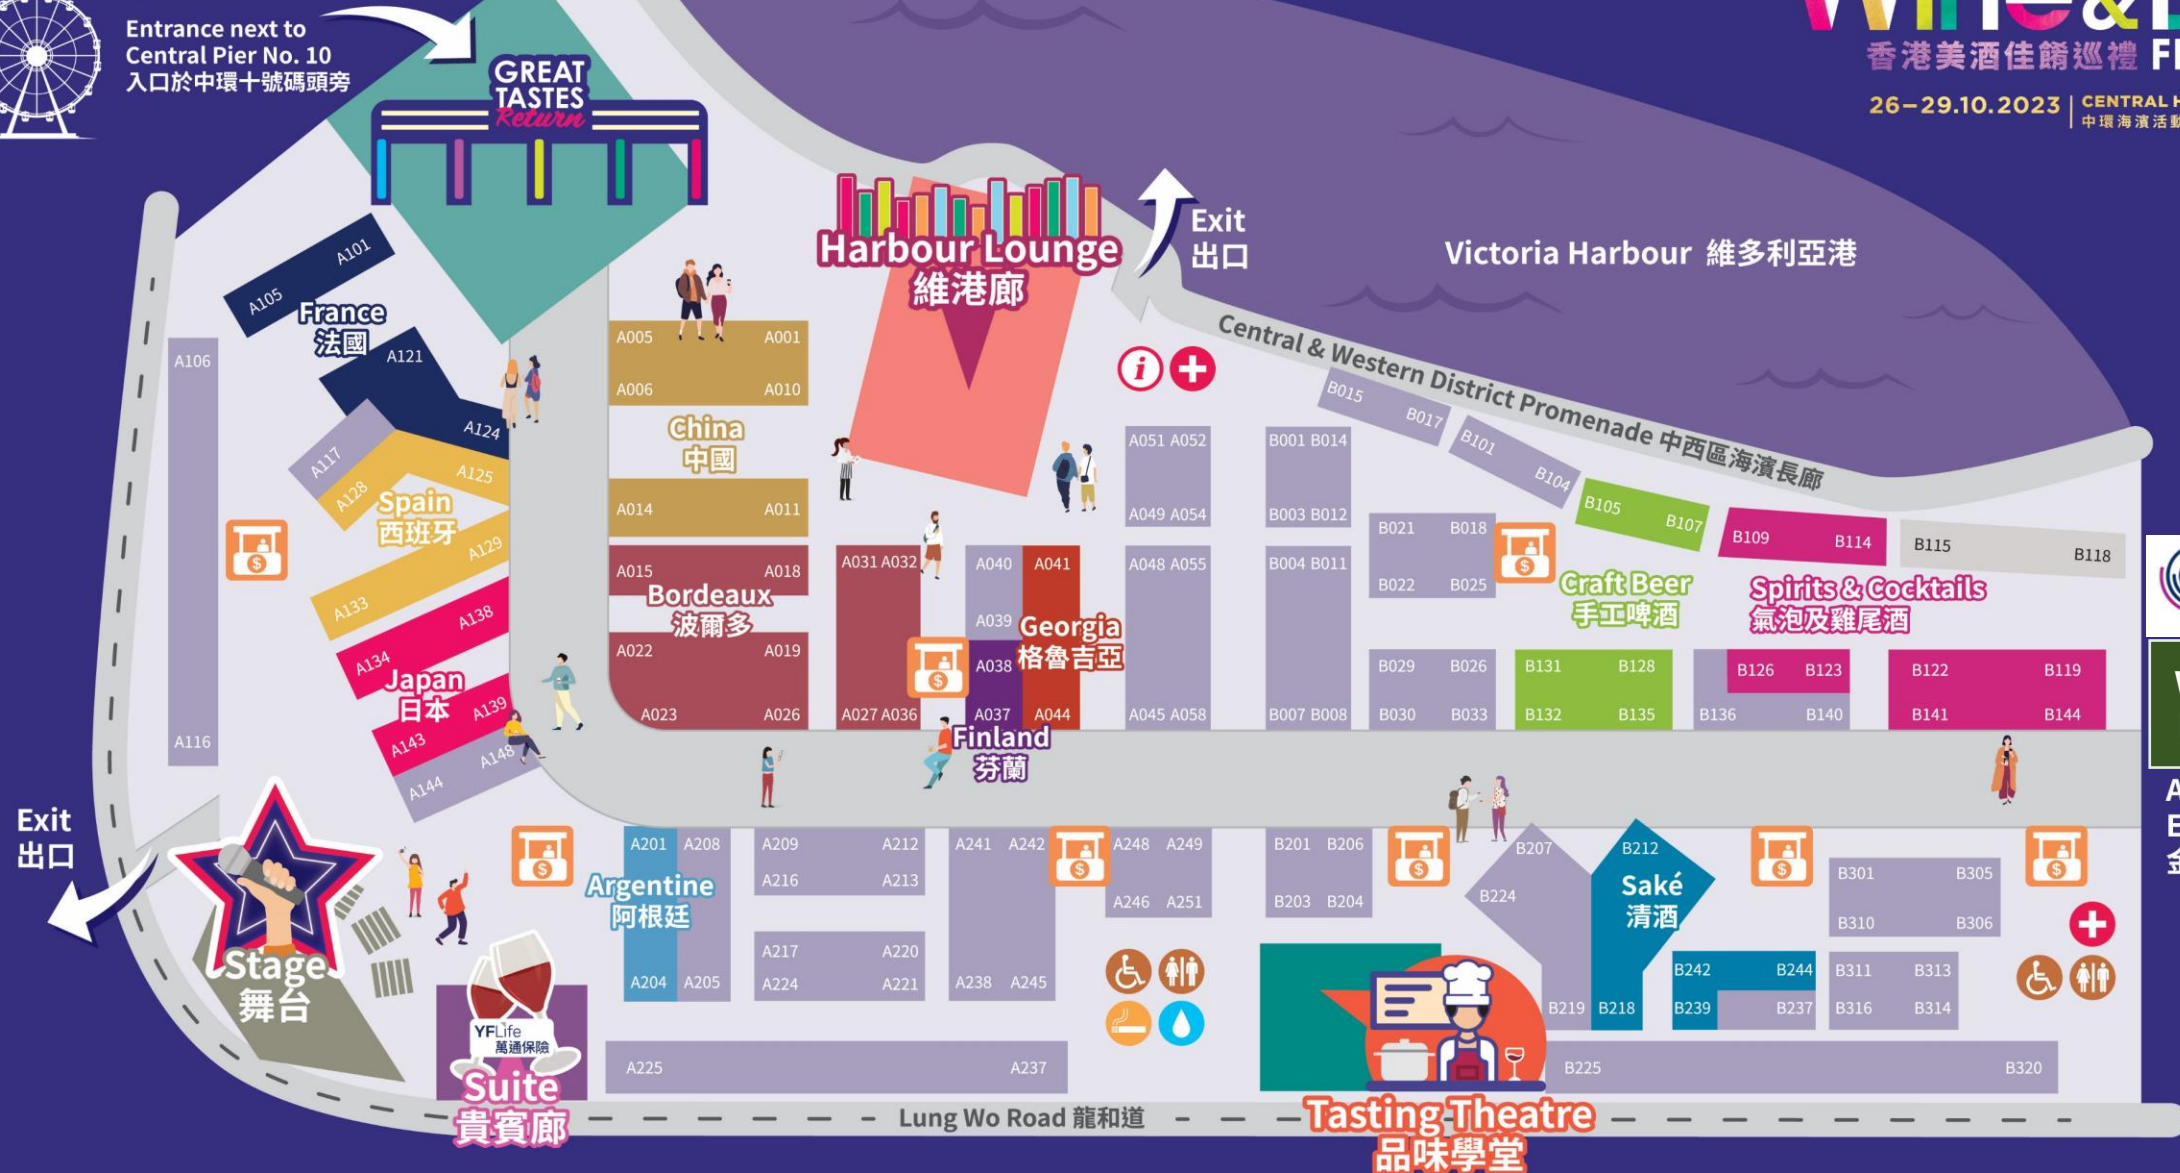 Entrance next to
Central Pier No. 10
入口於中環十號碼頭旁
GREAT
TASTES
Return
香港美酒佳餚巡禮
26–29.10.2023
CENTRAL
中環海濱活動
Harbour Lounge
維港廊
Exit
出口
Victoria Harbour 維多利亞港
Central & Western District Promenade 中西區海濱長廊
A101
A105
France
法國
A106
A116
A121
A124
A117
A128
A125
Spain
西班牙
A129
A133
A138
A134
Japan
日本
A139
A143
A148
A144
A005 A001
A006 A010
China
中國
A014 A011
A015 A018
Bordeaux
波爾多
A022 A019
A023 A026
A031 A032
A027 A036
A040 A041
A039
Georgia
格魯吉亞
A038
A037 A044
Finland
芬蘭
A051 A052
A049 A054
A048 A055
A045 A058
B001 B014
B003 B012
B004 B011
B007 B008
B015
B017
B101
B104
B105
B107
B109
B114
B115
B118
B021 B018
B022 B025
Craft Beer
手工啤酒
Spirits & Cocktails
氣泡及雞尾酒
B029 B026
B030 B033
B131 B128
B132 B135
B126 B123
B136 B140
B122 B119
B141 B144
Exit
出口
Stage
舞台
YFLife
萬通保險
Suite
貴賓廊
A201 A208
Argentine
阿根廷
A204 A205
A209 A212
A216 A213
A217 A220
A224 A221
A241 A242
A238 A245
A248 A249
A246 A251
A225 A237
B201 B206
B203 B204
B207
B224
B219
B212
Saké
清酒
B218
B242 B244
B239 B237
B301 B305
B310 B306
B311 B313
B316 B314
B225 B320
Lung Wo Road 龍和道
Tasting Theatre
品味學堂